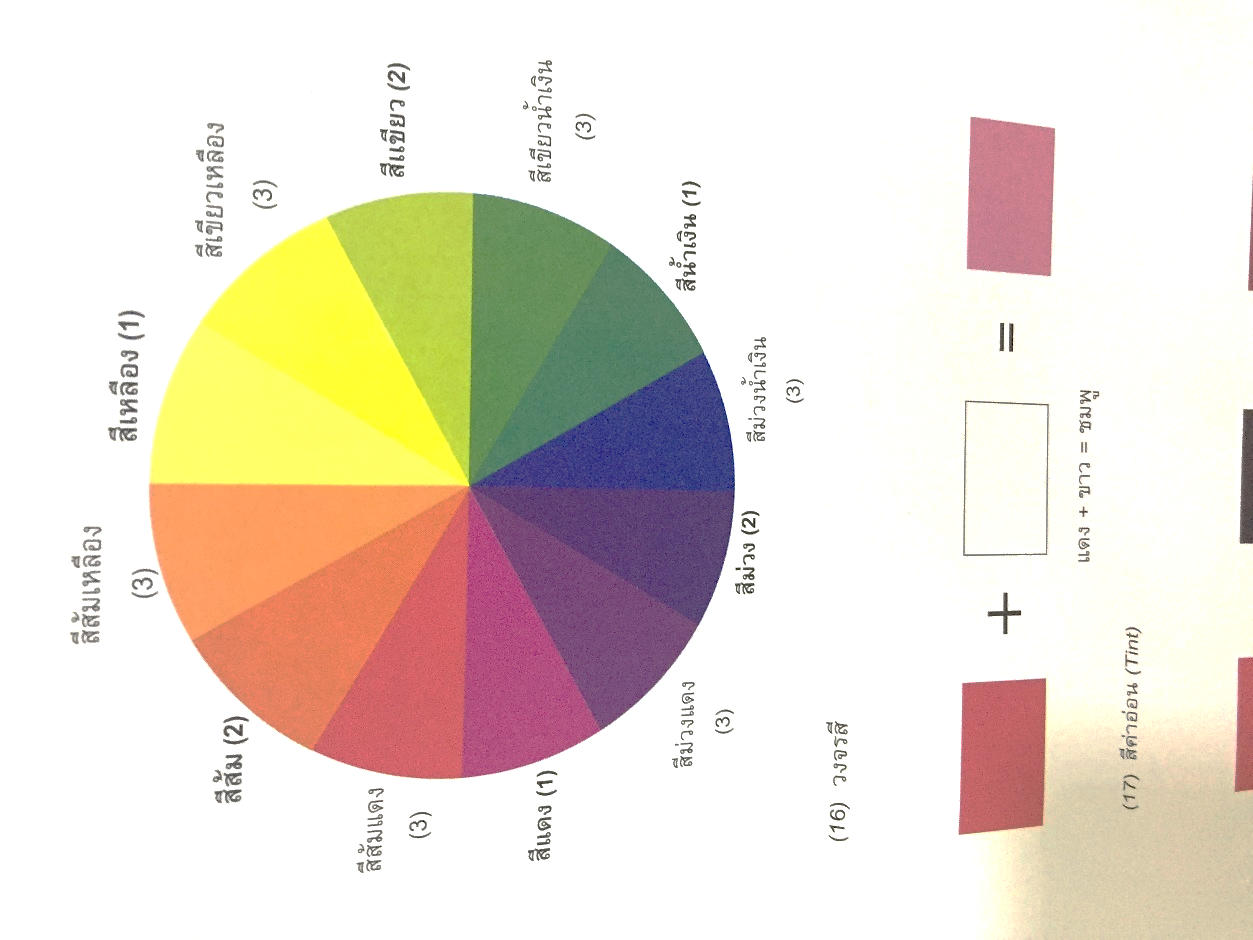 สีเหลือง (1)
สีเขียวเหลือง
(3)
สีเขียว (2)
สีเขียวน้ำเงิน
(3)
สีน้ำเงิน (1)
สีม่วงน้ำเงิน
(3)
สีม่วง (2)
สีม่วงแดง
(3)
สีแดง (1)
สีส้มแดง
(3)
สีส้ม (2)
สีส้มเหลือง
(3)
(16) วงจรสี
+ =
แดง + ขาว = ชมพู
(17) สีค่าอ่อน (Tint)